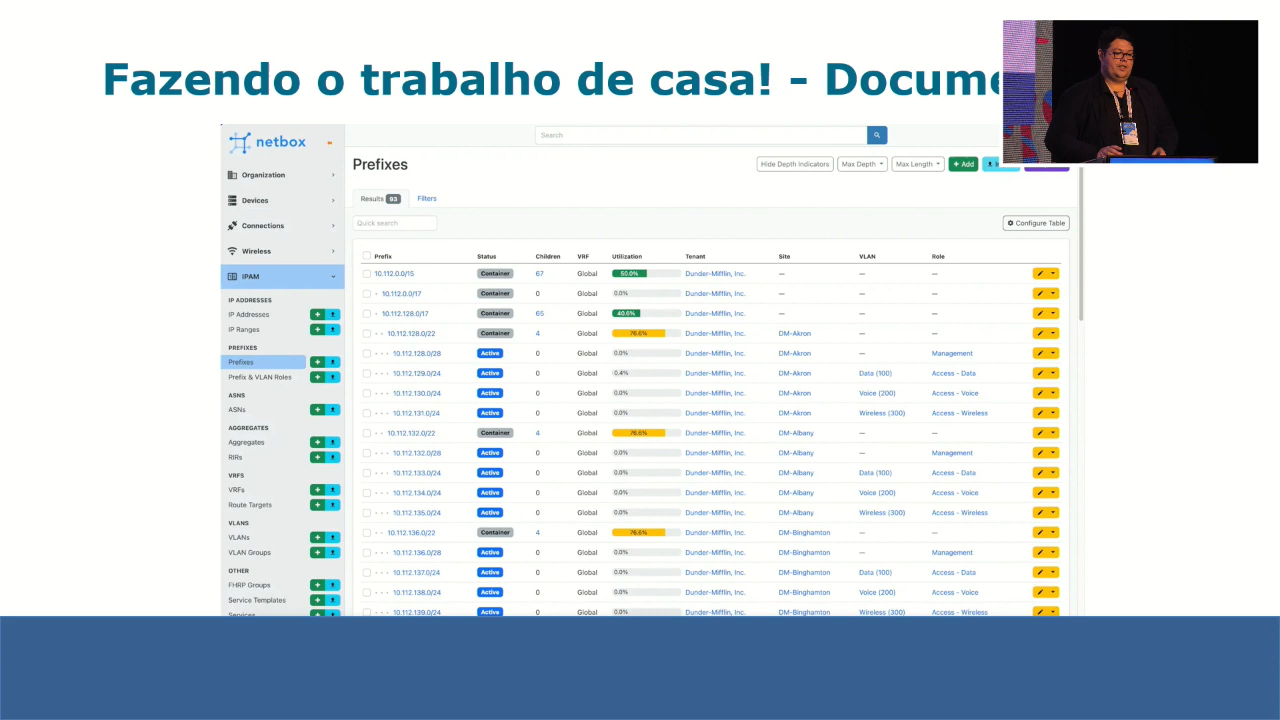 Fazendo o trabalho de casa! - Docume
netbox
Search
Prefixes
Hide Depth Indicators Max Depth Max Length Add
Organization
Devices
Connections
Wireless
IPAM
IP ADDRESSES
IP Addresses
IP Ranges
PREFIXES
Prefixes
Prefix & VLAN Roles
ASNS
ASNs
AGGREGATES
Aggregates
RIRs
VRFS
VRFs
Route Targets
VLANS
VLANs
VLAN Groups
OTHER
FHRP Groups
Service Templates
Services
Results 93 Filters
Quick search
Configure Table
Prefix Status Children VRF Utilization Tenant Site VLAN Role
10.112.0.0/15 Container 67 Global 50.0% Dunder-Mifflin, Inc. — — —
10.112.0.0/17 Container 0 Global 0.0% Dunder-Mifflin, Inc. — — —
10.112.128.0/17 Container 65 Global 40.6% Dunder-Mifflin, Inc. — — —
10.112.128.0/22 Container 4 Global 76.6% Dunder-Mifflin, Inc. DM-Akron — —
10.112.128.0/28 Active 0 Global 0.0% Dunder-Mifflin, Inc. DM-Akron — Management
10.112.129.0/24 Active 0 Global 0.4% Dunder-Mifflin, Inc. DM-Akron Data (100) Access - Data
10.112.130.0/24 Active 0 Global 0.0% Dunder-Mifflin, Inc. DM-Akron Voice (200) Access - Voice
10.112.131.0/24 Active 0 Global 0.0% Dunder-Mifflin, Inc. DM-Akron Wireless (300) Access - Wireless
10.112.132.0/22 Container 4 Global 76.6% Dunder-Mifflin, Inc. DM-Albany — —
10.112.132.0/28 Active 0 Global 0.0% Dunder-Mifflin, Inc. DM-Albany — Management
10.112.133.0/24 Active 0 Global 0.0% Dunder-Mifflin, Inc. DM-Albany Data (100) Access - Data
10.112.134.0/24 Active 0 Global 0.0% Dunder-Mifflin, Inc. DM-Albany Voice (200) Access - Voice
10.112.135.0/24 Active 0 Global 0.0% Dunder-Mifflin, Inc. DM-Albany Wireless (300) Access - Wireless
10.112.136.0/22 Container 4 Global 76.6% Dunder-Mifflin, Inc. DM-Binghamton — —
10.112.136.0/28 Active 0 Global 0.0% Dunder-Mifflin, Inc. DM-Binghamton — Management
10.112.137.0/24 Active 0 Global 0.0% Dunder-Mifflin, Inc. DM-Binghamton Data (100) Access - Data
10.112.138.0/24 Active 0 Global 0.0% Dunder-Mifflin, Inc. DM-Binghamton Voice (200) Access - Voice
10.112.139.0/24 Active 0 Global 0.0% Dunder-Mifflin, Inc. DM-Binghamton Wireless (300) Access - Wireless